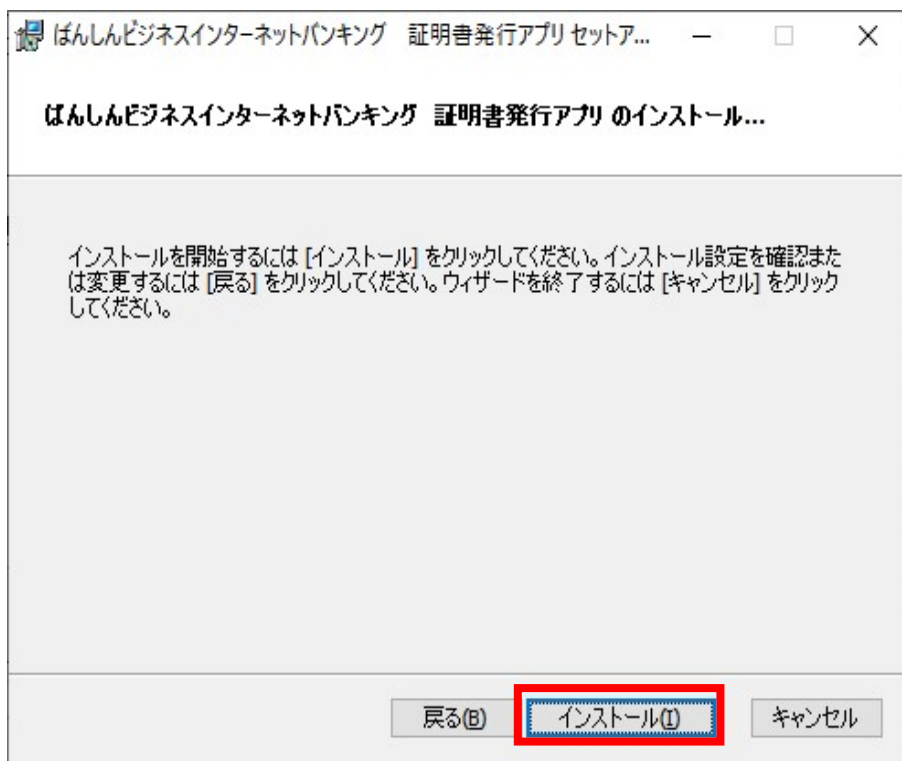 ばんしんビジネスインターネットバンキング　証明書発行アプリ セットア...
ばんしんビジネスインターネットバンキング　証明書発行アプリ のインストール...
インストールを開始するには [インストール] をクリックしてください。インストール設定を確認また
は変更するには [戻る] をクリックしてください。ウィザードを終了するには [キャンセル] をクリック
してください。
戻る(B) インストール(I) キャンセル